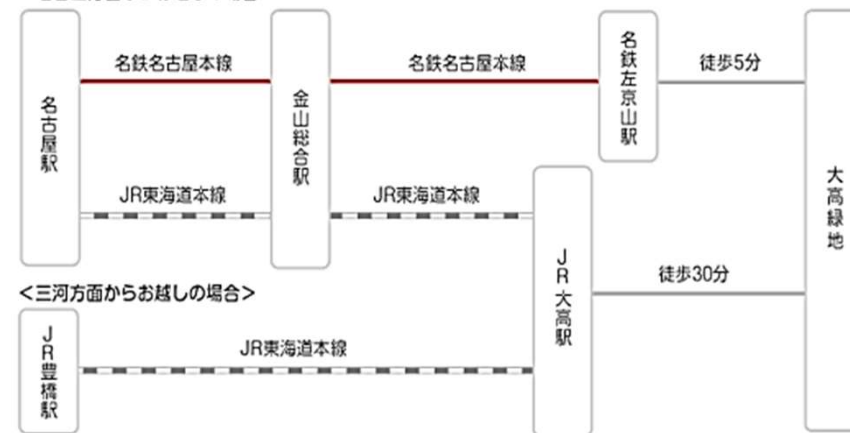 名鉄名古屋本線
名鉄名古屋本線
徒歩5分
名古屋駅
金山総合駅
名鉄左京山駅
大高緑地
JR東海道本線
JR東海道本線
JR大高駅
徒歩30分
<三河方面からお越しの場合>
JR豊橋駅
JR東海道本線